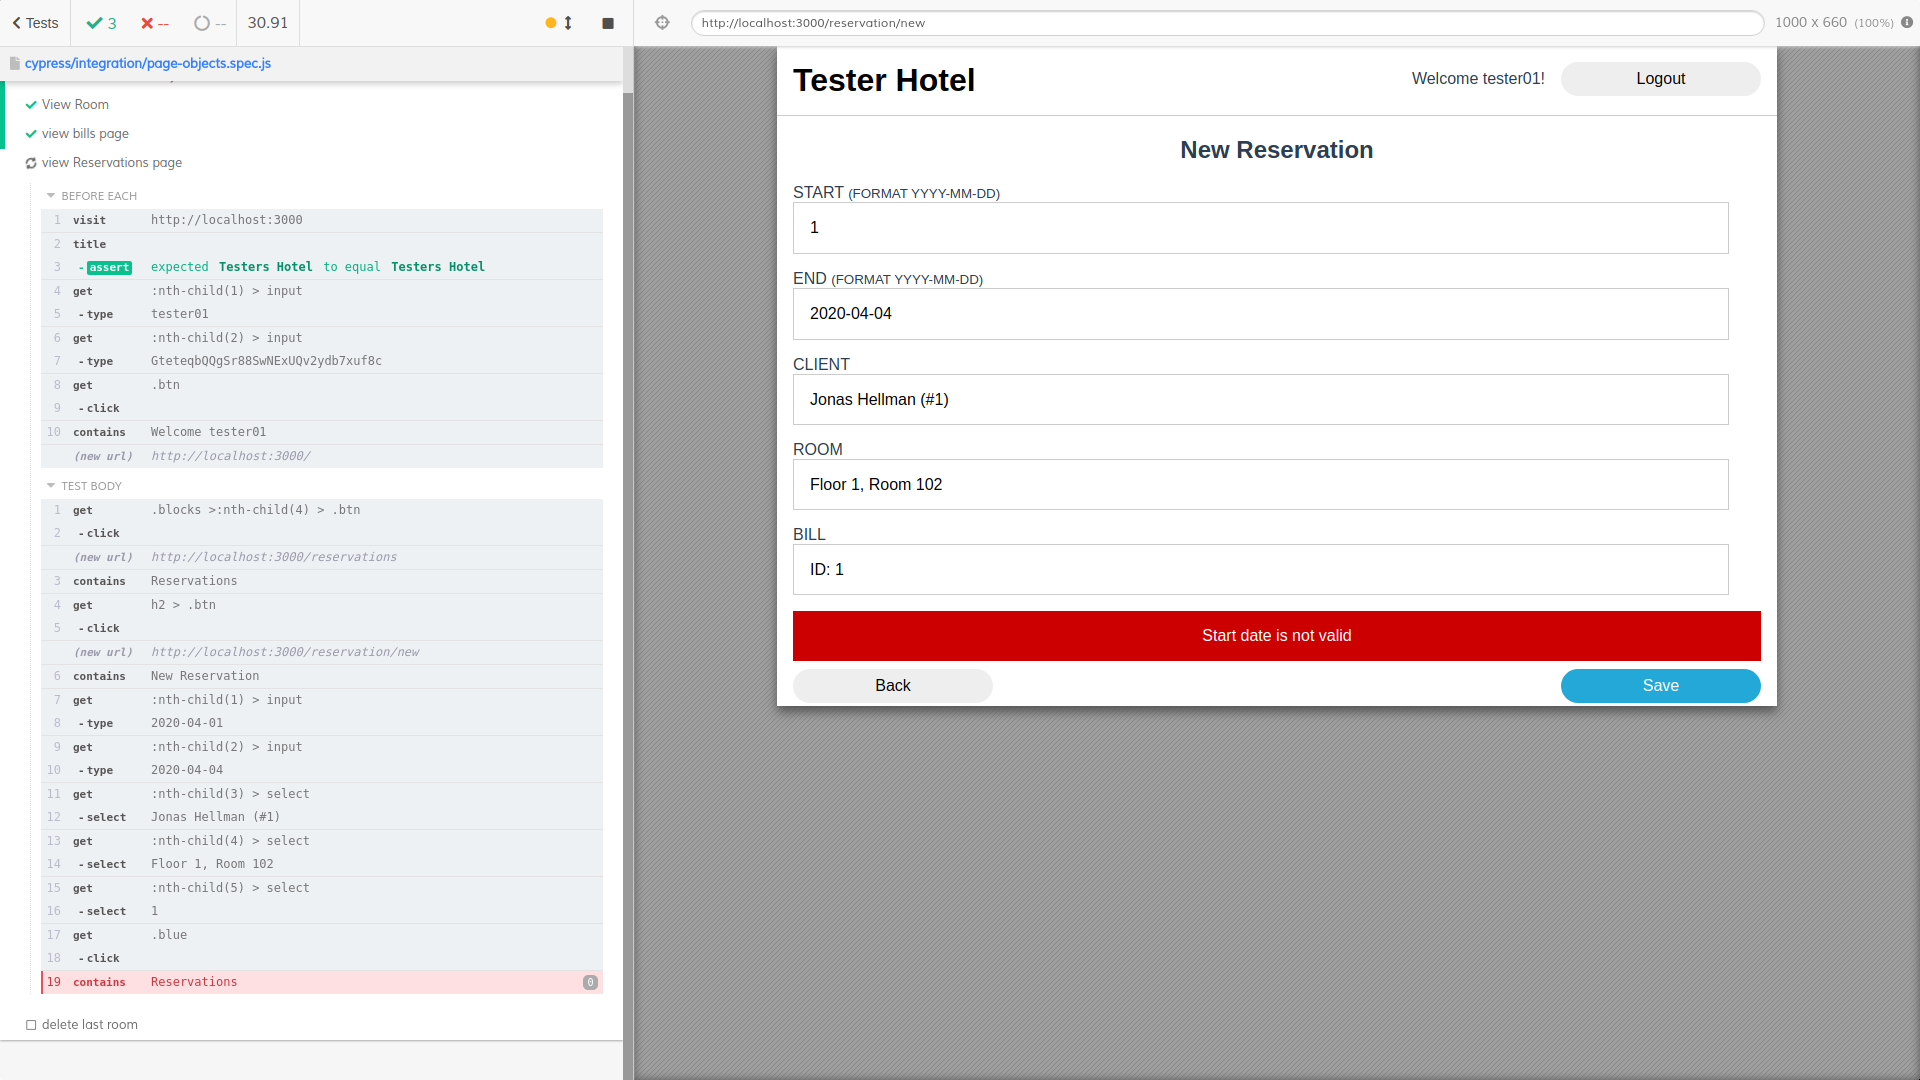 Tests
3
--
--
30.91
http://localhost:3000/reservation/new
1000 x 660 (100%)
cypress/integration/page-objects.spec.js
View Room
view bills page
view Reservations page
BEFORE EACH
1 visit http://localhost:3000
2 title
3 - assert expected Testers Hotel to equal Testers Hotel
4 get :nth-child(1) > input
5 - type tester01
6 get :nth-child(2) > input
7 - type GteteqbQQgSr88SwNExUQv2ydb7xuf8c
8 get .btn
9 - click
10 contains Welcome tester01
(new url) http://localhost:3000/
TEST BODY
1 get .blocks >:nth-child(4) > .btn
2 - click
(new url) http://localhost:3000/reservations
3 contains Reservations
4 get h2 > .btn
5 - click
(new url) http://localhost:3000/reservation/new
6 contains New Reservation
7 get :nth-child(1) > input
8 - type 2020-04-01
9 get :nth-child(2) > input
10 - type 2020-04-04
11 get :nth-child(3) > select
12 - select Jonas Hellman (#1)
13 get :nth-child(4) > select
14 - select Floor 1, Room 102
15 get :nth-child(5) > select
16 - select 1
17 get .blue
18 - click
19 contains Reservations 0
delete last room
Tester Hotel
Welcome tester01!
Logout
New Reservation
START (FORMAT YYYY-MM-DD)
1
END (FORMAT YYYY-MM-DD)
2020-04-04
CLIENT
Jonas Hellman (#1)
ROOM
Floor 1, Room 102
BILL
ID: 1
Start date is not valid
Back
Save